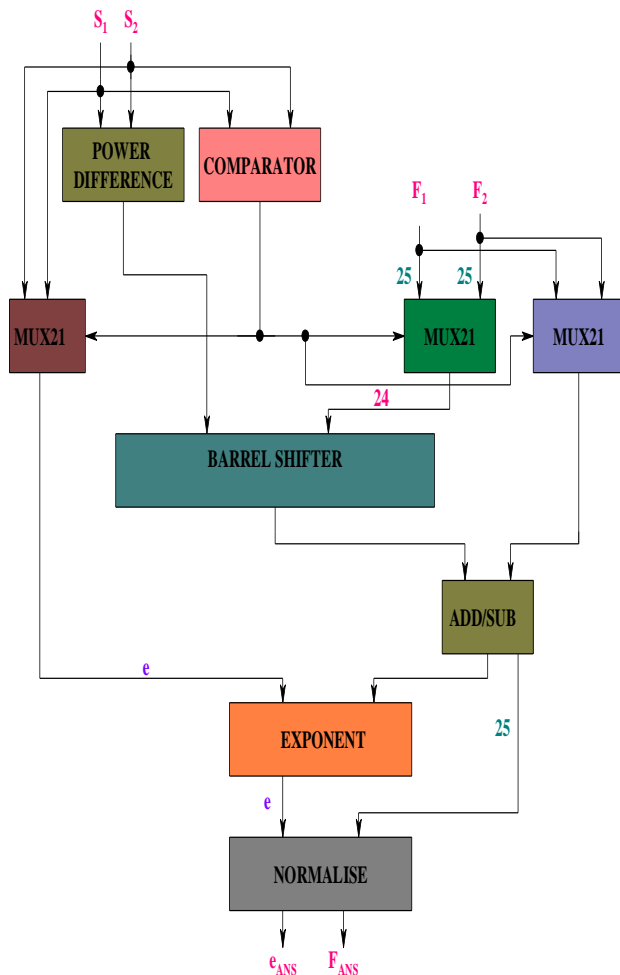 S1 S2
POWER
DIFFERENCE
COMPARATOR
F1 F2
25 25
MUX21
MUX21
MUX21
24
BARREL SHIFTER
ADD/SUB
e
25
EXPONENT
e
NORMALISE
eANS FANS